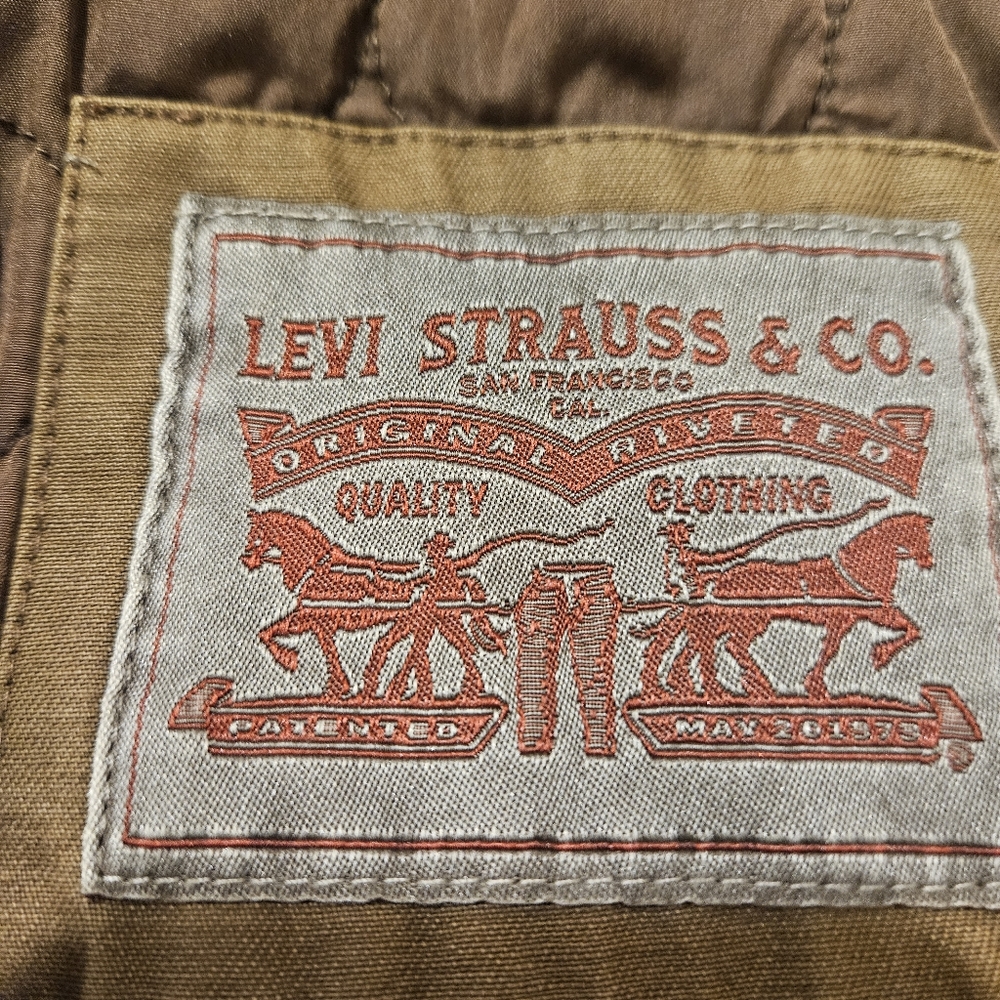 LEVI STRAUSS & CO.
SAN FRANCISCO
CAL.
ORIGINAL RIVETED
QUALITY CLOTHING
PATENTED MAY 20 1873